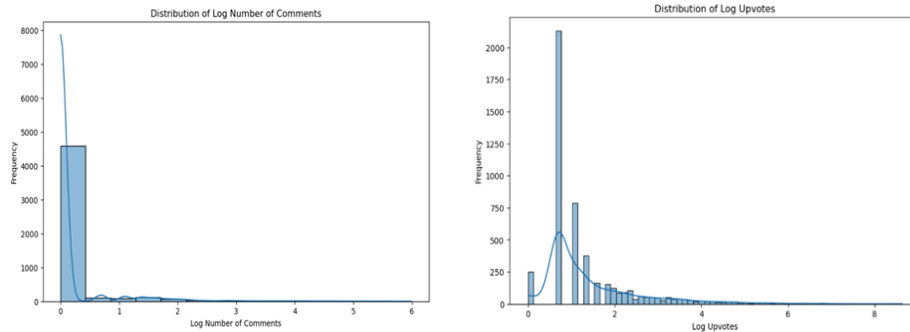 Distribution of Log Number of Comments
8000
7000
6000
5000
4000
3000
2000
1000
0
Frequency
0 1 2 3 4 5 6
Log Number of Comments
Distribution of Log Upvotes
2000
1750
1500
1250
1000
750
500
250
0
Frequency
0 2 4 6 8
Log Upvotes